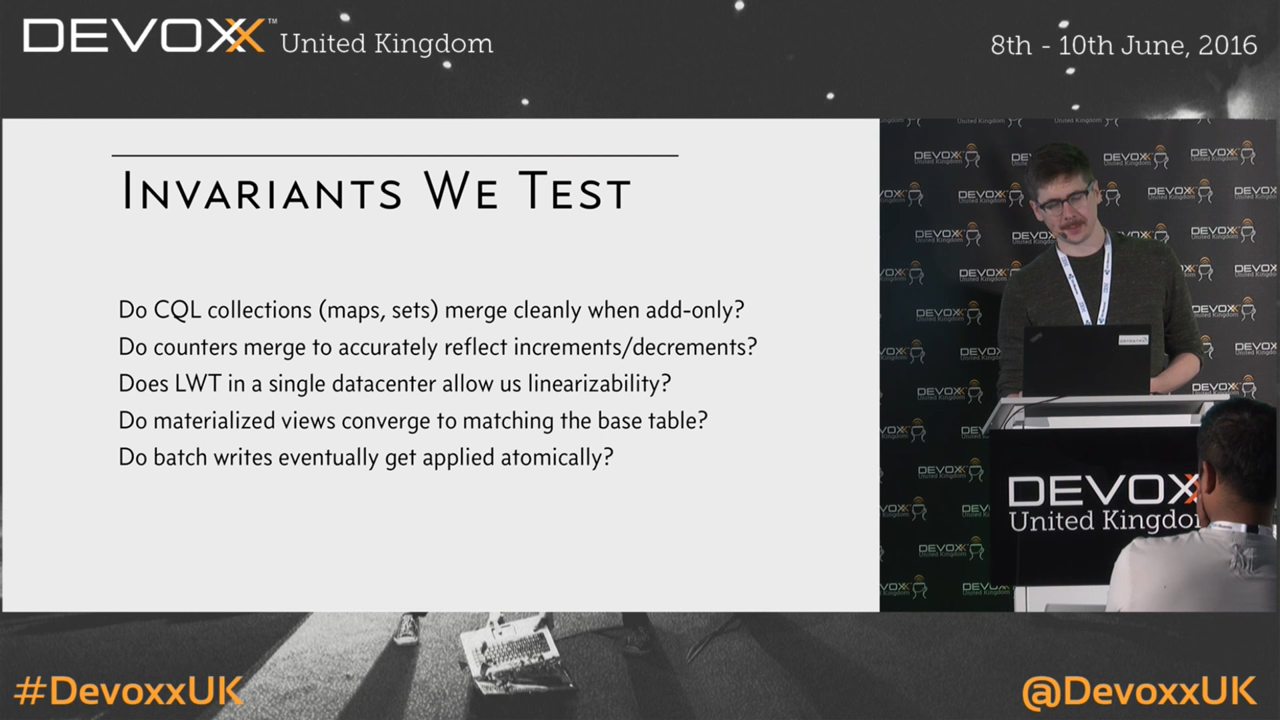 DEVOXX™ United Kingdom
8th - 10th June, 2016
INVARIANTS WE TEST
Do CQL collections (maps, sets) merge cleanly when add-only?
Do counters merge to accurately reflect increments/decrements?
Does LWT in a single datacenter allow us linearizability?
Do materialized views converge to matching the base table?
Do batch writes eventually get applied atomically?
DEVOXX
United Kingdom
#DevoxxUK
@DevoxxUK